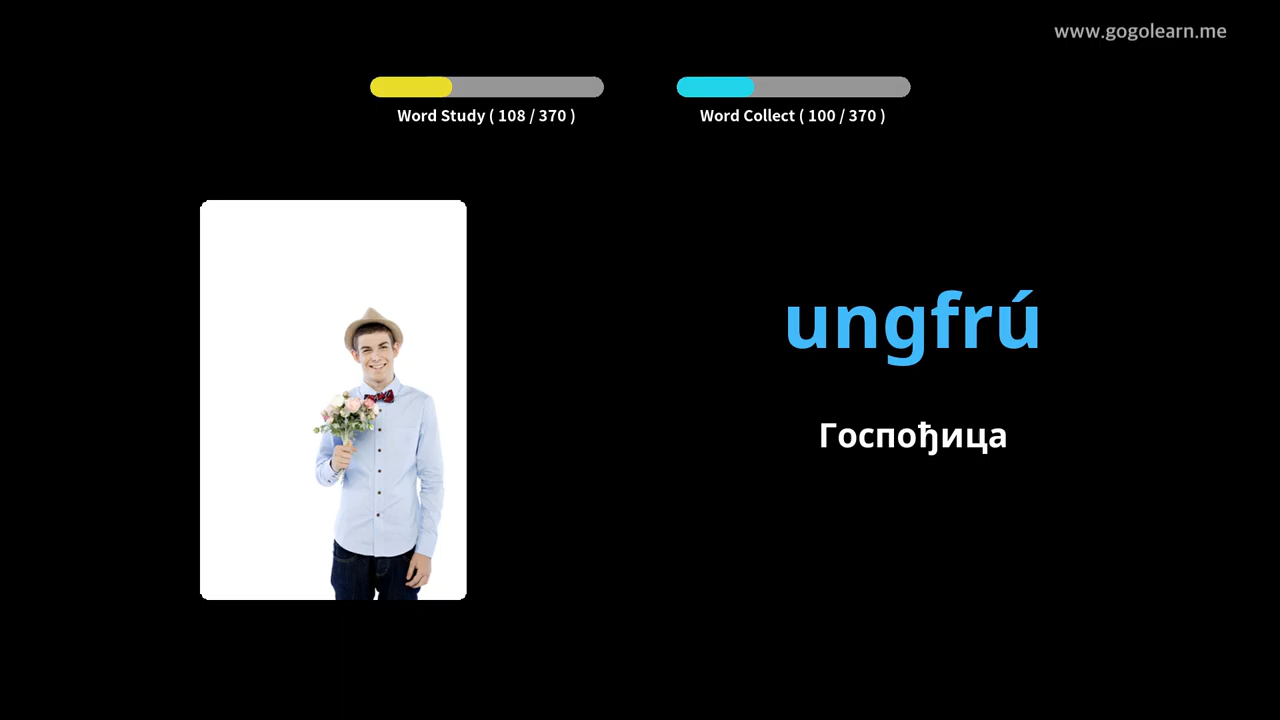 www.gogolearn.me
Word Study ( 108 / 370 )
Word Collect ( 100 / 370 )
ungfrú
Госпођица